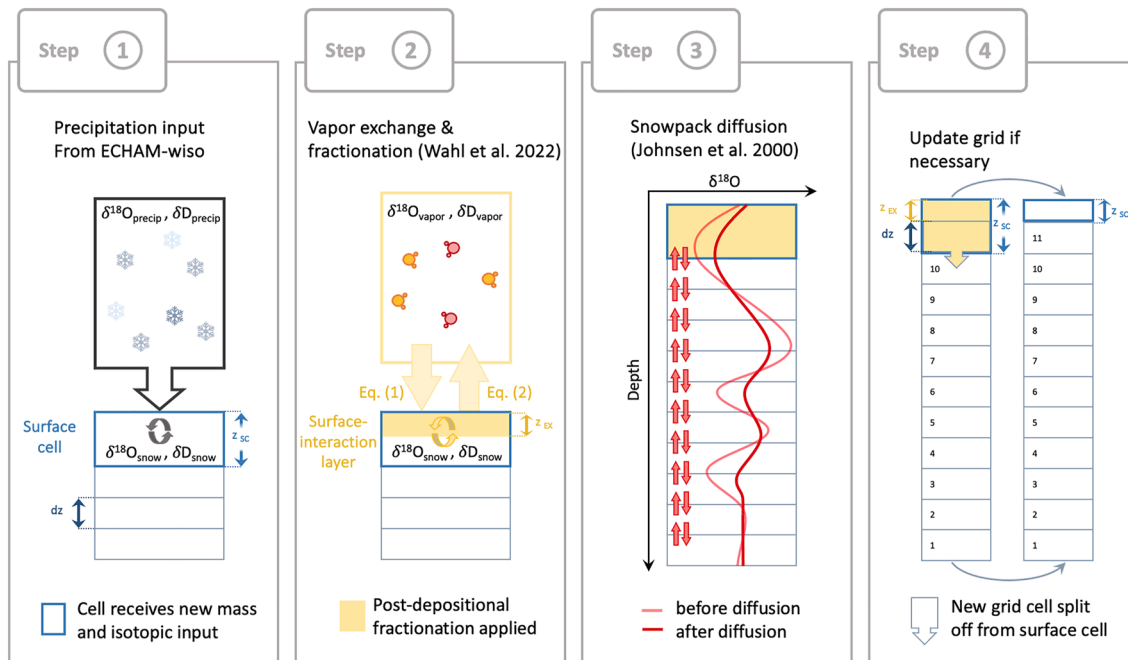 Step 1
Precipitation input
From ECHAM-wiso
δ¹⁸Oprecip , δDprecip
Surface
cell
z SC
δ¹⁸Osnow , δDsnow
dz
Cell receives new mass
and isotopic input
Step 2
Vapor exchange &
fractionation (Wahl et al. 2022)
δ¹⁸Ovapor , δDvapor
Eq. (1)
Eq. (2)
Surface-
interaction
layer
z EX
δ¹⁸Osnow , δDsnow
Post-depositional
fractionation applied
Step 3
Snowpack diffusion
(Johnsen et al. 2000)
δ¹⁸O
Depth
before diffusion
after diffusion
Step 4
Update grid if
necessary
z EX
dz
z SC
z SC
10
9
8
7
6
5
4
3
2
1
11
10
9
8
7
6
5
4
3
2
1
New grid cell split
off from surface cell